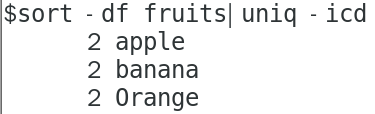 $sort -df fruits| uniq -icd
2 apple
2 banana
2 Orange